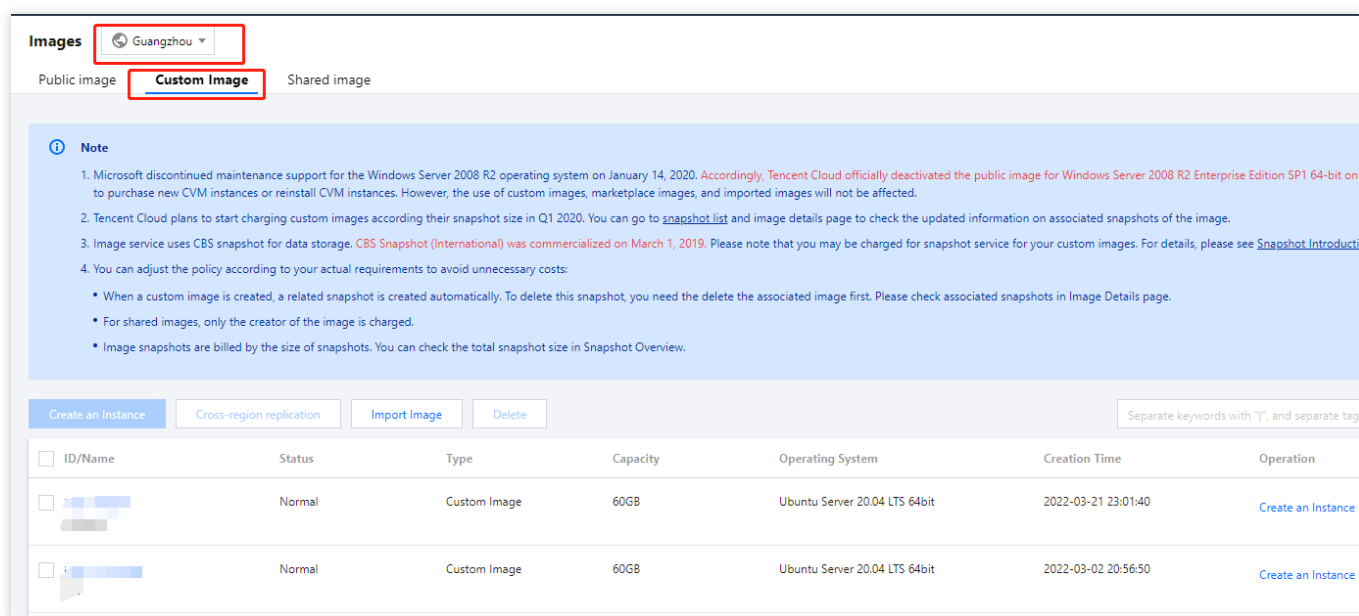 Images Guangzhou
Public image Custom Image Shared image
Note
1. Microsoft discontinued maintenance support for the Windows Server 2008 R2 operating system on January 14, 2020. Accordingly, Tencent Cloud officially deactivated the public image for Windows Server 2008 R2 Enterprise Edition SP1 64-bit on
to purchase new CVM instances or reinstall CVM instances. However, the use of custom images, marketplace images, and imported images will not be affected.
2. Tencent Cloud plans to start charging custom images according their snapshot size in Q1 2020. You can go to snapshot list and image details page to check the updated information on associated snapshots of the image.
3. Image service uses CBS snapshot for data storage. CBS Snapshot (International) was commercialized on March 1, 2019. Please note that you may be charged for snapshot service for your custom images. For details, please see Snapshot Introducti
4. You can adjust the policy according to your actual requirements to avoid unnecessary costs:
• When a custom image is created, a related snapshot is created automatically. To delete this snapshot, you need the delete the associated image first. Please check associated snapshots in Image Details page.
• For shared images, only the creator of the image is charged.
• Image snapshots are billed by the size of snapshots. You can check the total snapshot size in Snapshot Overview.
Create an Instance Cross-region replication Import Image Delete Separate keywords with "|", and separate tag
ID/Name Status Type Capacity Operating System Creation Time Operation
Normal Custom Image 60GB Ubuntu Server 20.04 LTS 64bit 2022-03-21 23:01:40 Create an Instance
Normal Custom Image 60GB Ubuntu Server 20.04 LTS 64bit 2022-03-02 20:56:50 Create an Instance